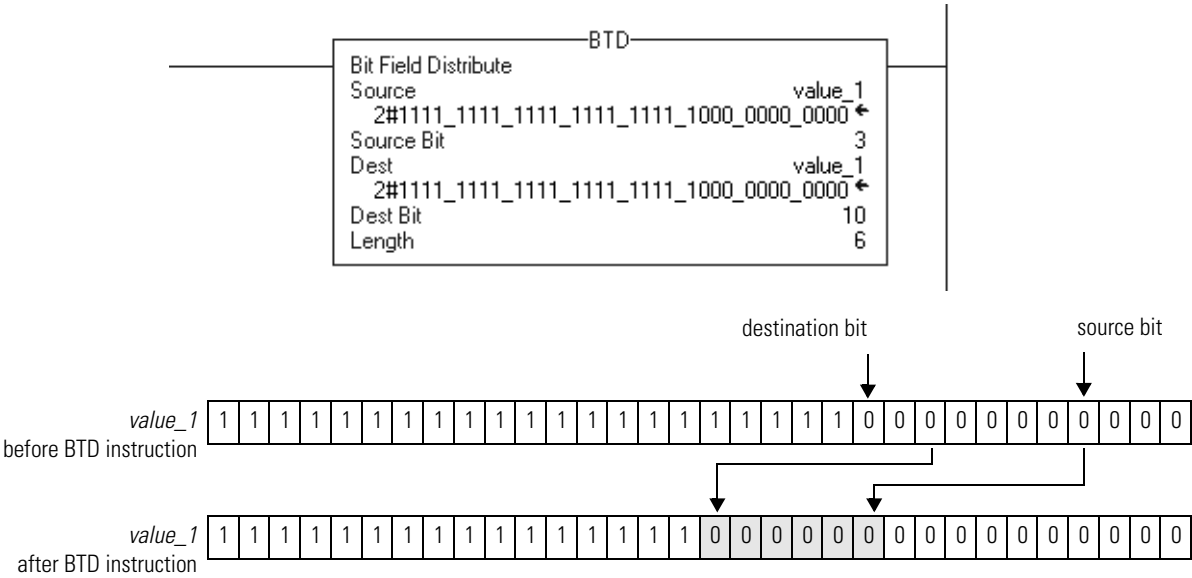 BTD
Bit Field Distribute
Source value_1
2#1111_1111_1111_1111_1111_1000_0000_0000
Source Bit 3
Dest value_1
2#1111_1111_1111_1111_1111_1000_0000_0000
Dest Bit 10
Length 6
destination bit source bit
value_1 1 1 1 1 1 1 1 1 1 1 1 1 1 1 1 1 1 1 1 1 1 0 0 0 0 0 0 0 0 0 0 0
before BTD instruction
value_1 1 1 1 1 1 1 1 1 1 1 1 1 1 1 1 1 0 0 0 0 0 0 0 0 0 0 0 0 0 0 0 0
after BTD instruction